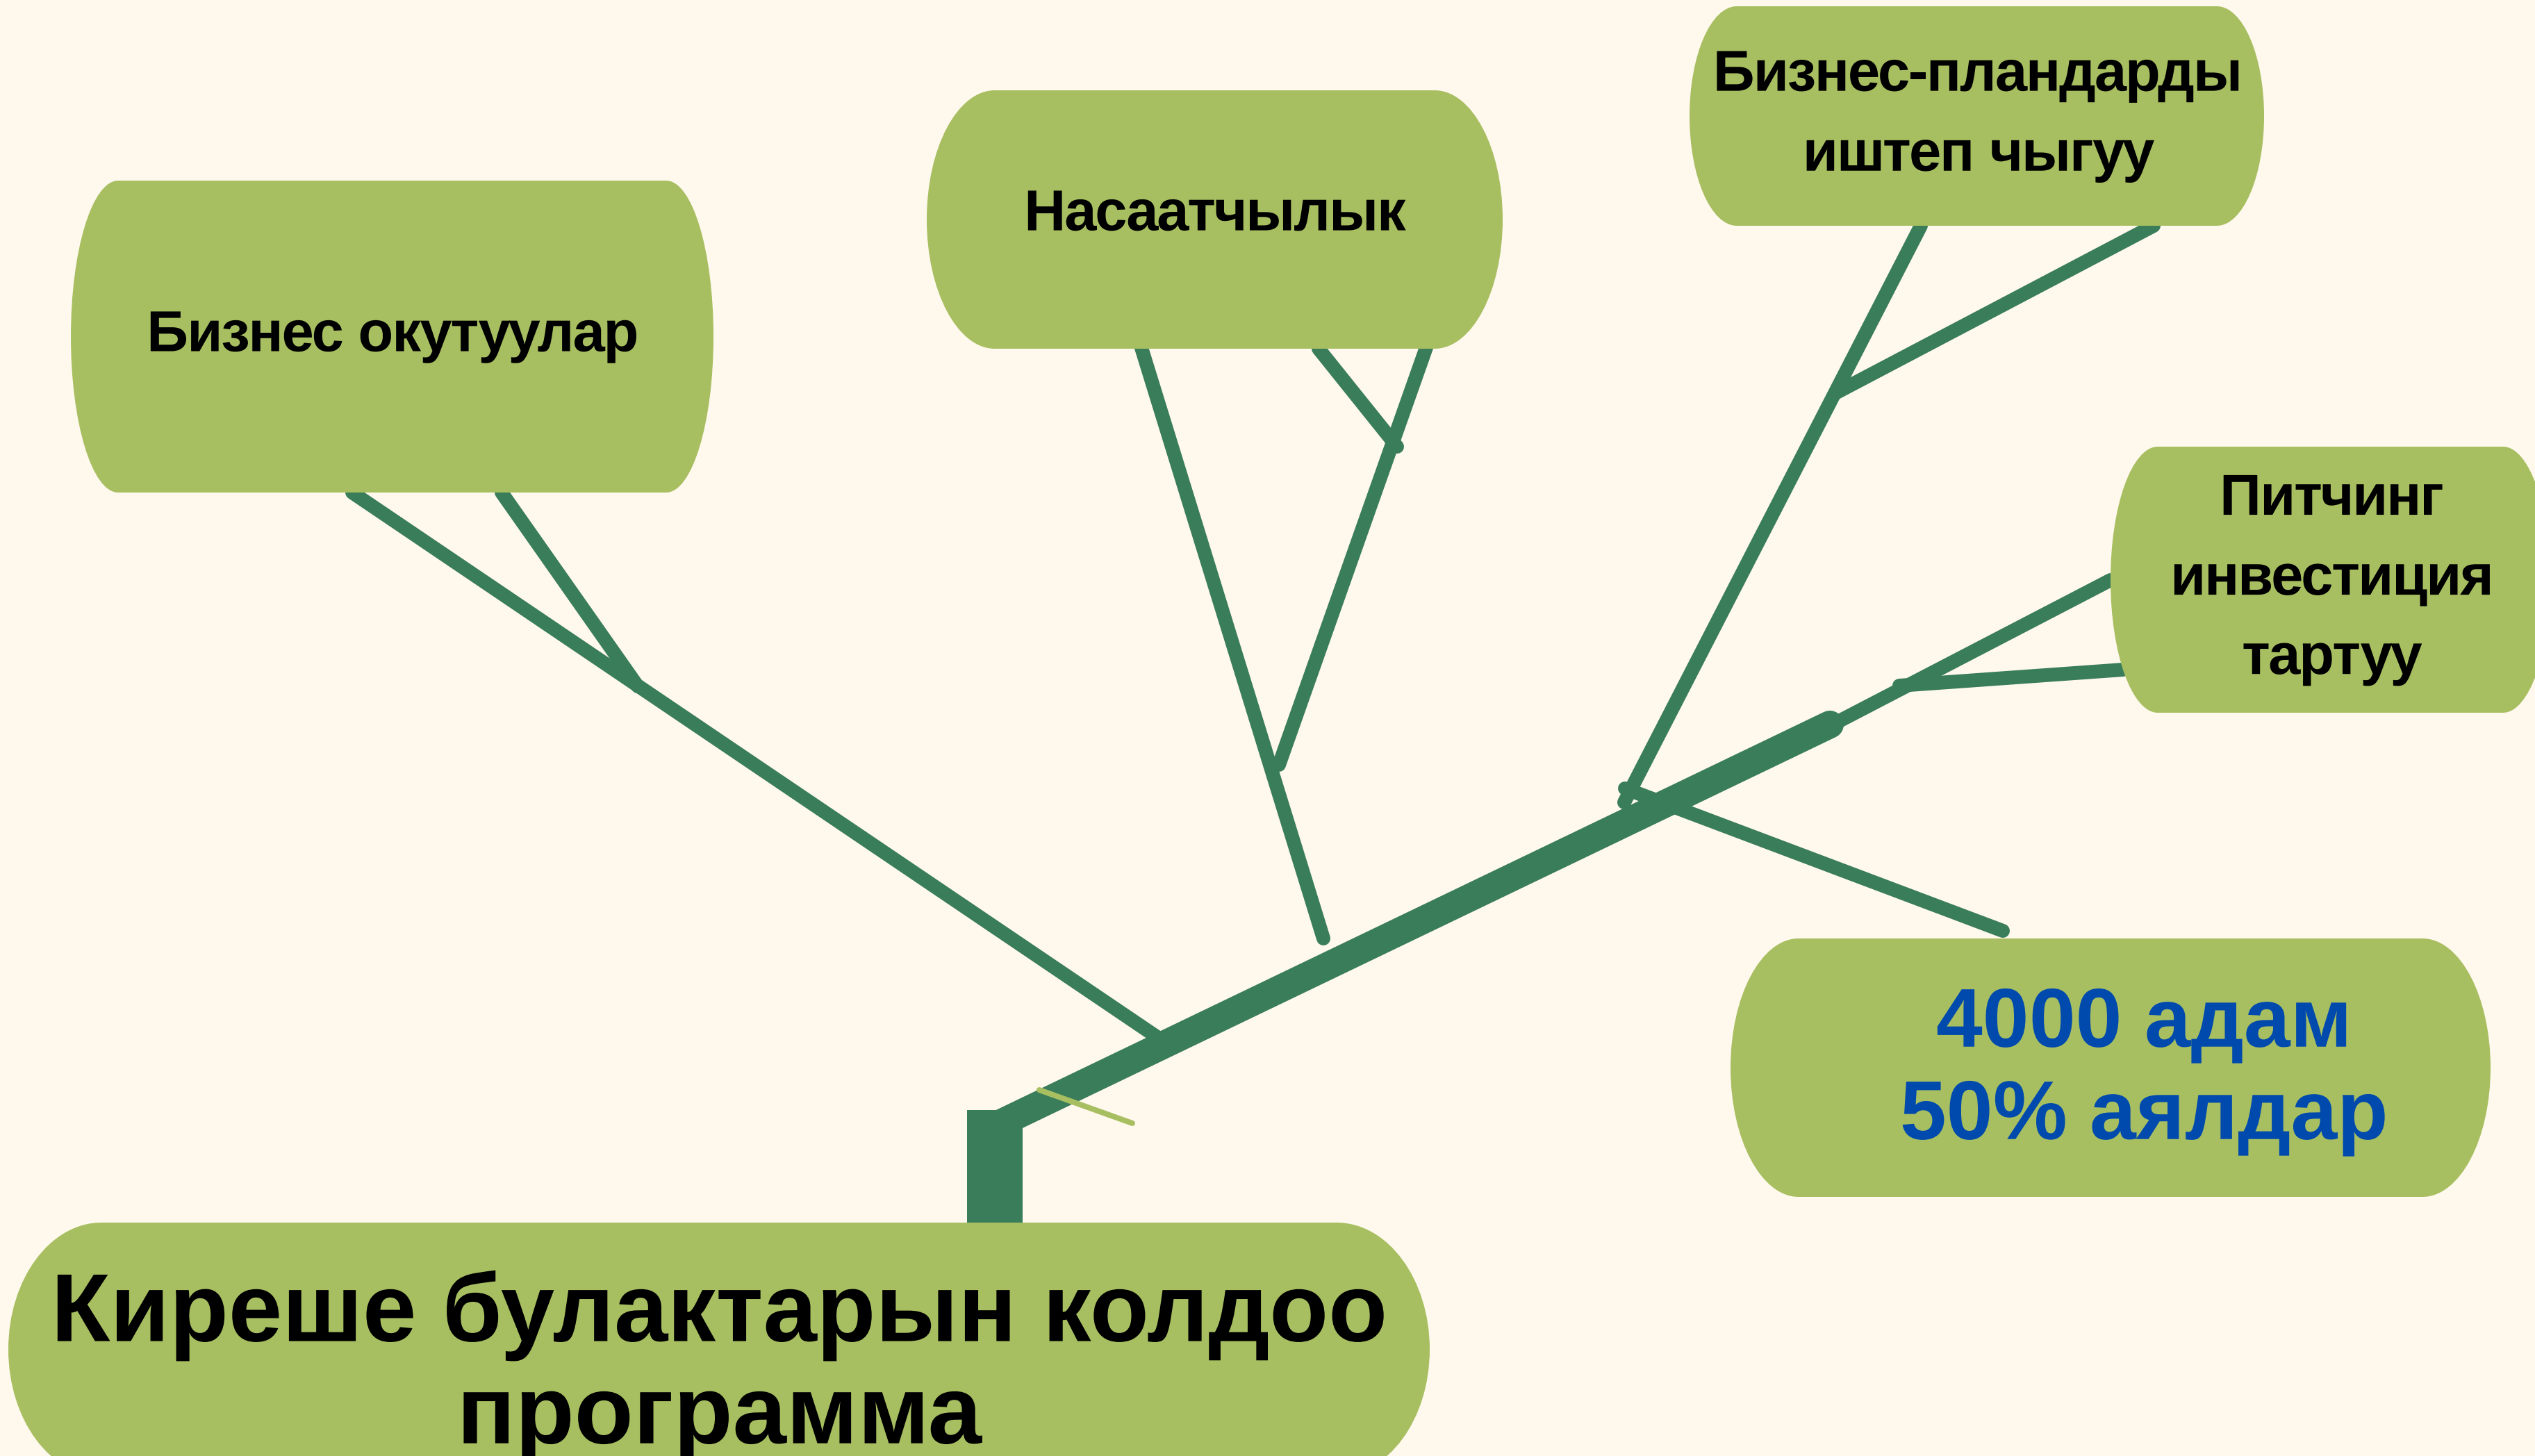 Бизнес-пландарды
иштеп чыгуу
Насаатчылык
Бизнес окутуулар
Питчинг
инвестиция
тартуу
4000 адам
50% аялдар
Киреше булактарын колдоо
программа